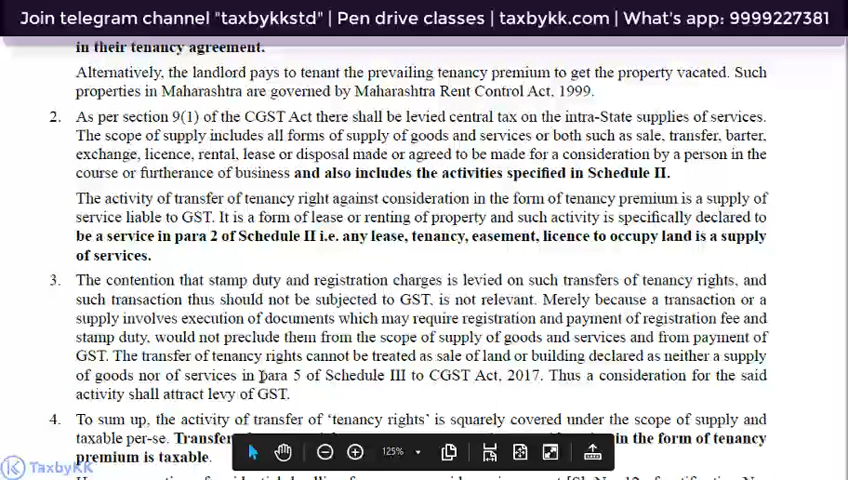 Join telegram channel "taxbykkstd" | Pen drive classes | taxbykk.com | What's app: 9999227381
in their tenancy agreement.
Alternatively, the landlord pays to tenant the prevailing tenancy premium to get the property vacated. Such
properties in Maharashtra are governed by Maharashtra Rent Control Act, 1999.
2. As per section 9(1) of the CGST Act there shall be levied central tax on the intra-State supplies of services.
The scope of supply includes all forms of supply of goods and services or both such as sale, transfer, barter,
exchange, licence, rental, lease or disposal made or agreed to be made for a consideration by a person in the
course or furtherance of business and also includes the activities specified in Schedule II.
The activity of transfer of tenancy right against consideration in the form of tenancy premium is a supply of
service liable to GST. It is a form of lease or renting of property and such activity is specifically declared to
be a service in para 2 of Schedule II i.e. any lease, tenancy, easement, licence to occupy land is a supply
of services.
3. The contention that stamp duty and registration charges is levied on such transfers of tenancy rights, and
such transaction thus should not be subjected to GST, is not relevant. Merely because a transaction or a
supply involves execution of documents which may require registration and payment of registration fee and
stamp duty, would not preclude them from the scope of supply of goods and services and from payment of
GST. The transfer of tenancy rights cannot be treated as sale of land or building declared as neither a supply
of goods nor of services in para 5 of Schedule III to CGST Act, 2017. Thus a consideration for the said
activity shall attract levy of GST.
4. To sum up, the activity of transfer of 'tenancy rights' is squarely covered under the scope of supply and
taxable per-se. Transfer in the form of tenancy
premium is taxable.
125%
TaxbyKK